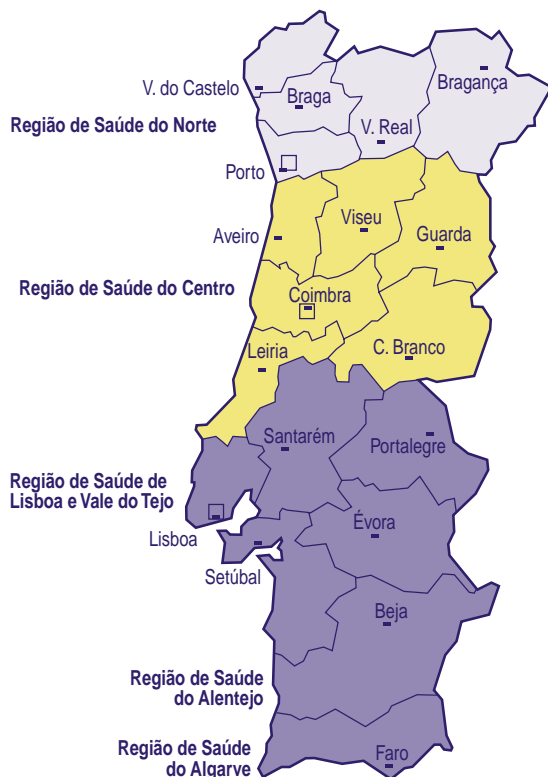 Bragança
V. do Castelo
Braga
Região de Saúde do Norte
V. Real
Porto
Viseu
Aveiro
Guarda
Região de Saúde do Centro
Coimbra
Leiria
C. Branco
Santarém
Portalegre
Região de Saúde de
Lisboa e Vale do Tejo
Évora
Lisboa
Setúbal
Beja
Região de Saúde
do Alentejo
Região de Saúde
do Algarve
Faro